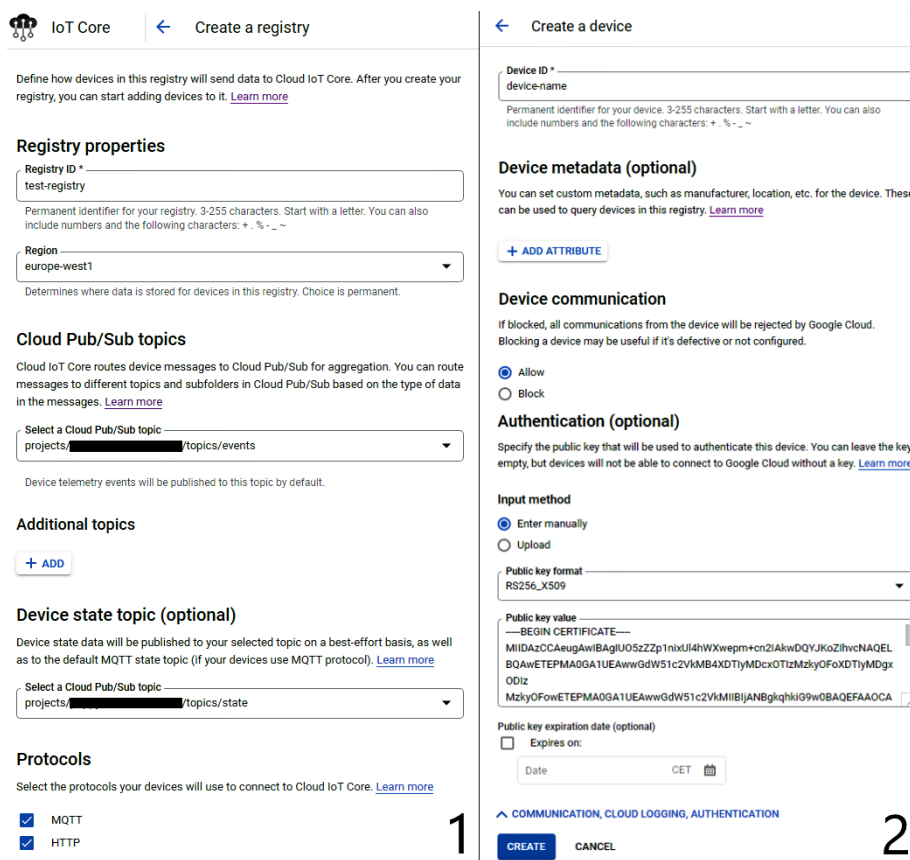 IoT Core
Create a registry
Define how devices in this registry will send data to Cloud IoT Core. After you create your
registry, you can start adding devices to it. Learn more
Registry properties
Registry ID *
test-registry
Permanent identifier for your registry. 3-255 characters. Start with a letter. You can also
include numbers and the following characters: + . % - _ ~
Region
europe-west1
Determines where data is stored for devices in this registry. Choice is permanent.
Cloud Pub/Sub topics
Cloud IoT Core routes device messages to Cloud Pub/Sub for aggregation. You can route
messages to different topics and subfolders in Cloud Pub/Sub based on the type of data
in the messages. Learn more
Select a Cloud Pub/Sub topic
projects/ /topics/events
Device telemetry events will be published to this topic by default.
Additional topics
+ ADD
Device state topic (optional)
Device state data will be published to your selected topic on a best-effort basis, as well
as to the default MQTT state topic (if your devices use MQTT protocol). Learn more
Select a Cloud Pub/Sub topic
projects/ /topics/state
Protocols
Select the protocols your devices will use to connect to Cloud IoT Core. Learn more
MQTT
HTTP
1
Create a device
Device ID *
device-name
Permanent identifier for your device. 3-255 characters. Start with a letter. You can also
include numbers and the following characters: + . % - _ ~
Device metadata (optional)
You can set custom metadata, such as manufacturer, location, etc. for the device. These
can be used to query devices in this registry. Learn more
+ ADD ATTRIBUTE
Device communication
If blocked, all communications from the device will be rejected by Google Cloud.
Blocking a device may be useful if it's defective or not configured.
Allow
Block
Authentication (optional)
Specify the public key that will be used to authenticate this device. You can leave the key
empty, but devices will not be able to connect to Google Cloud without a key. Learn more
Input method
Enter manually
Upload
Public key format
RS256_X509
Public key value
-----BEGIN CERTIFICATE-----
MIIDAzCCAeugAwIBAgIUO5zZZp1nixUl4hWXwepm+cn2IAkwDQYJKoZIhvcNAQEL
BQAwETEPMA0GA1UEAwwGdW51c2VkMB4XDTIyMDcxOTIzMzkyOFoXDTIyMDgx
ODIz
MzkyOFowETEPMA0GA1UEAwwGdW51c2VkMIIBIjANBgkqhkiG9w0BAQEFAAOCA
Public key expiration date (optional)
Expires on:
Date CET
COMMUNICATION, CLOUD LOGGING, AUTHENTICATION
CREATE CANCEL
2